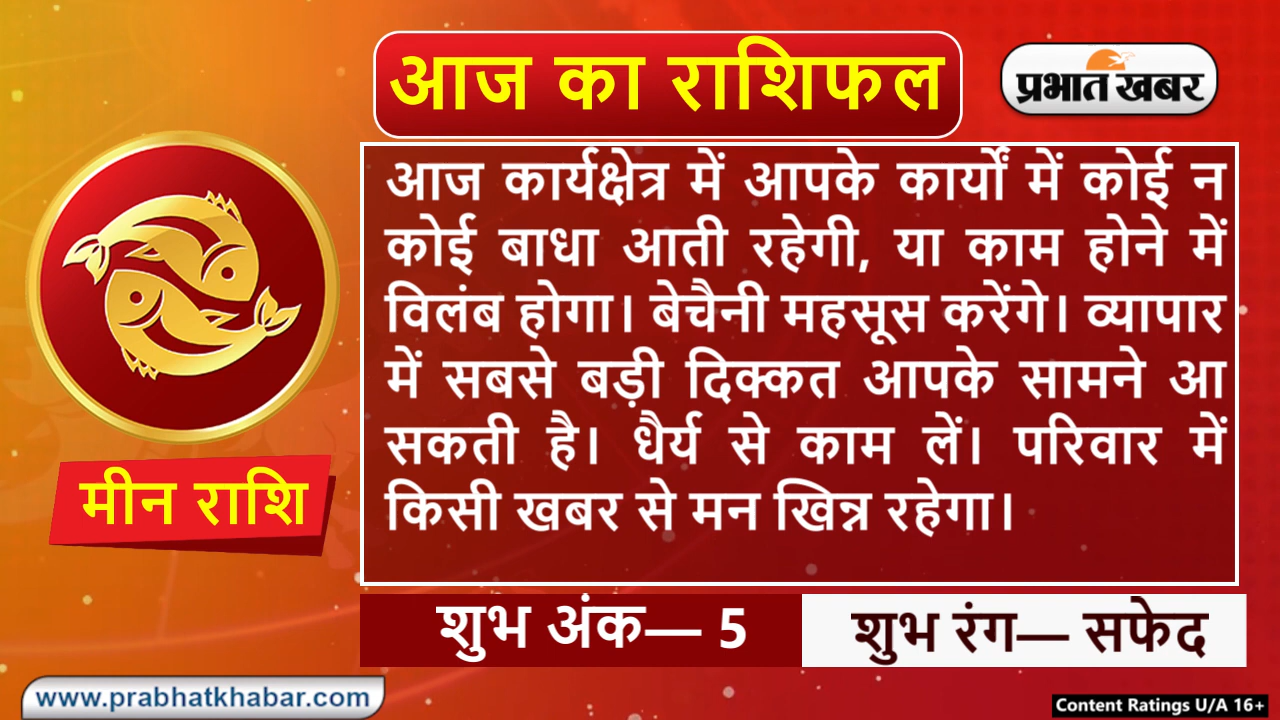 आज का राशिफल
प्रभात खबर
आज कार्यक्षेत्र में आपके कार्यों में कोई न
कोई बाधा आती रहेगी, या काम होने में
विलंब होगा। बेचैनी महसूस करेंगे। व्यापार
में सबसे बड़ी दिक्कत आपके सामने आ
सकती है। धैर्य से काम लें। परिवार में
किसी खबर से मन खिन्न रहेगा।
मीन राशि
शुभ अंक— 5
शुभ रंग— सफेद
www.prabhatkhabar.com
Content Ratings U/A 16+